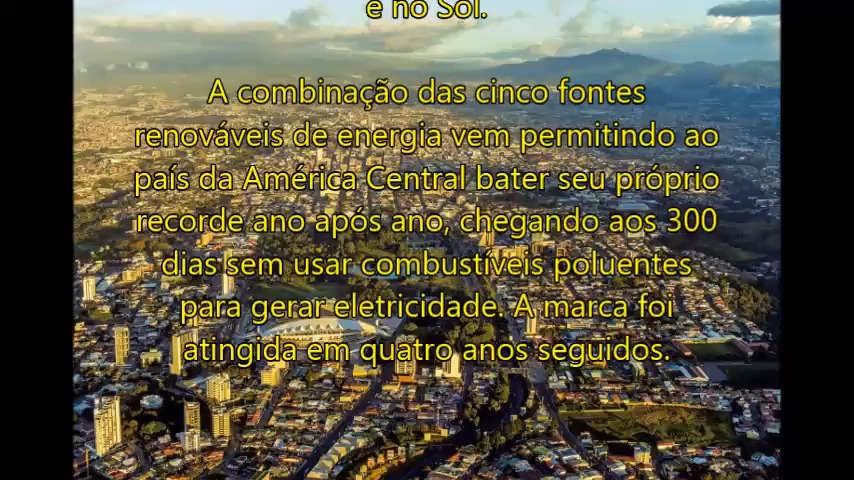 e no Sol.
A combinação das cinco fontes
renováveis de energia vem permitindo ao
país da América Central bater seu próprio
recorde ano após ano, chegando aos 300
dias sem usar combustíveis poluentes
para gerar eletricidade. A marca foi
atingida em quatro anos seguidos.